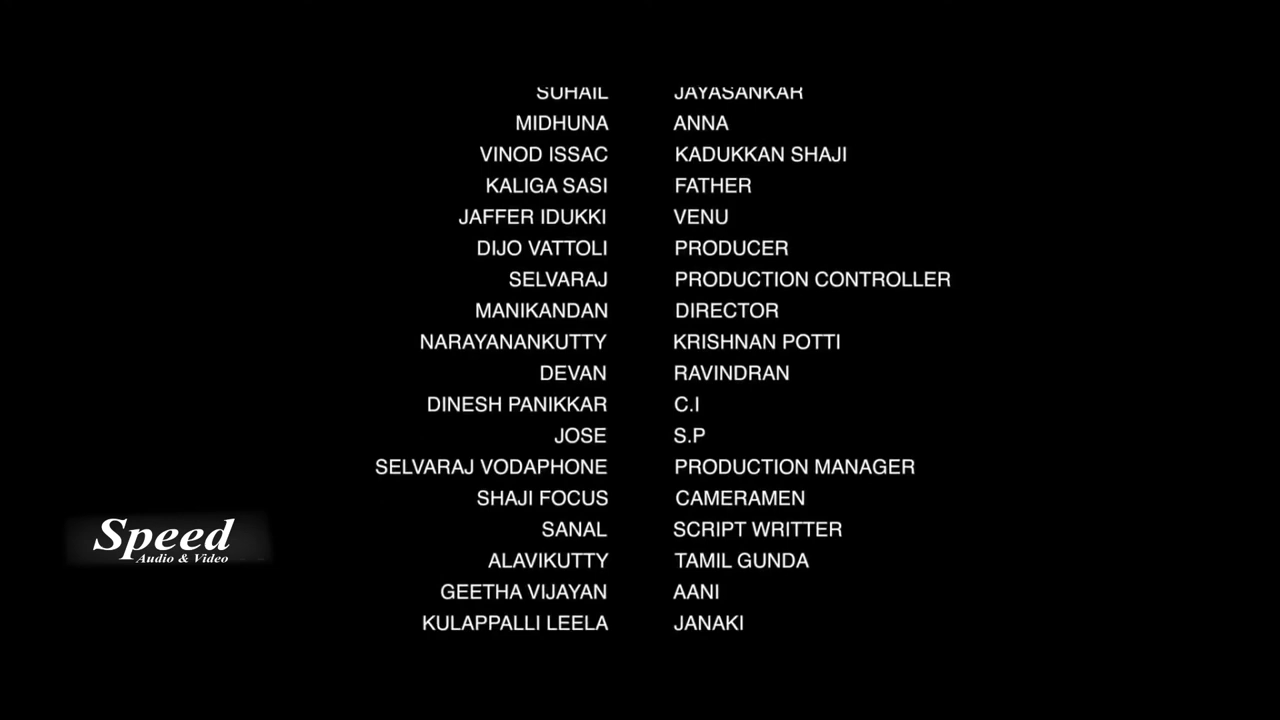 SUHAIL JAYASANKAR
MIDHUNA ANNA
VINOD ISSAC KADUKKAN SHAJI
KALIGA SASI FATHER
JAFFER IDUKKI VENU
DIJO VATTOLI PRODUCER
SELVARAJ PRODUCTION CONTROLLER
MANIKANDAN DIRECTOR
NARAYANANKUTTY KRISHNAN POTTI
DEVAN RAVINDRAN
DINESH PANIKKAR C.I
JOSE S.P
SELVARAJ VODAPHONE PRODUCTION MANAGER
SHAJI FOCUS CAMERAMEN
SANAL SCRIPT WRITTER
ALAVIKUTTY TAMIL GUNDA
GEETHA VIJAYAN AANI
KULAPPALLI LEELA JANAKI
Speed
Audio & Video